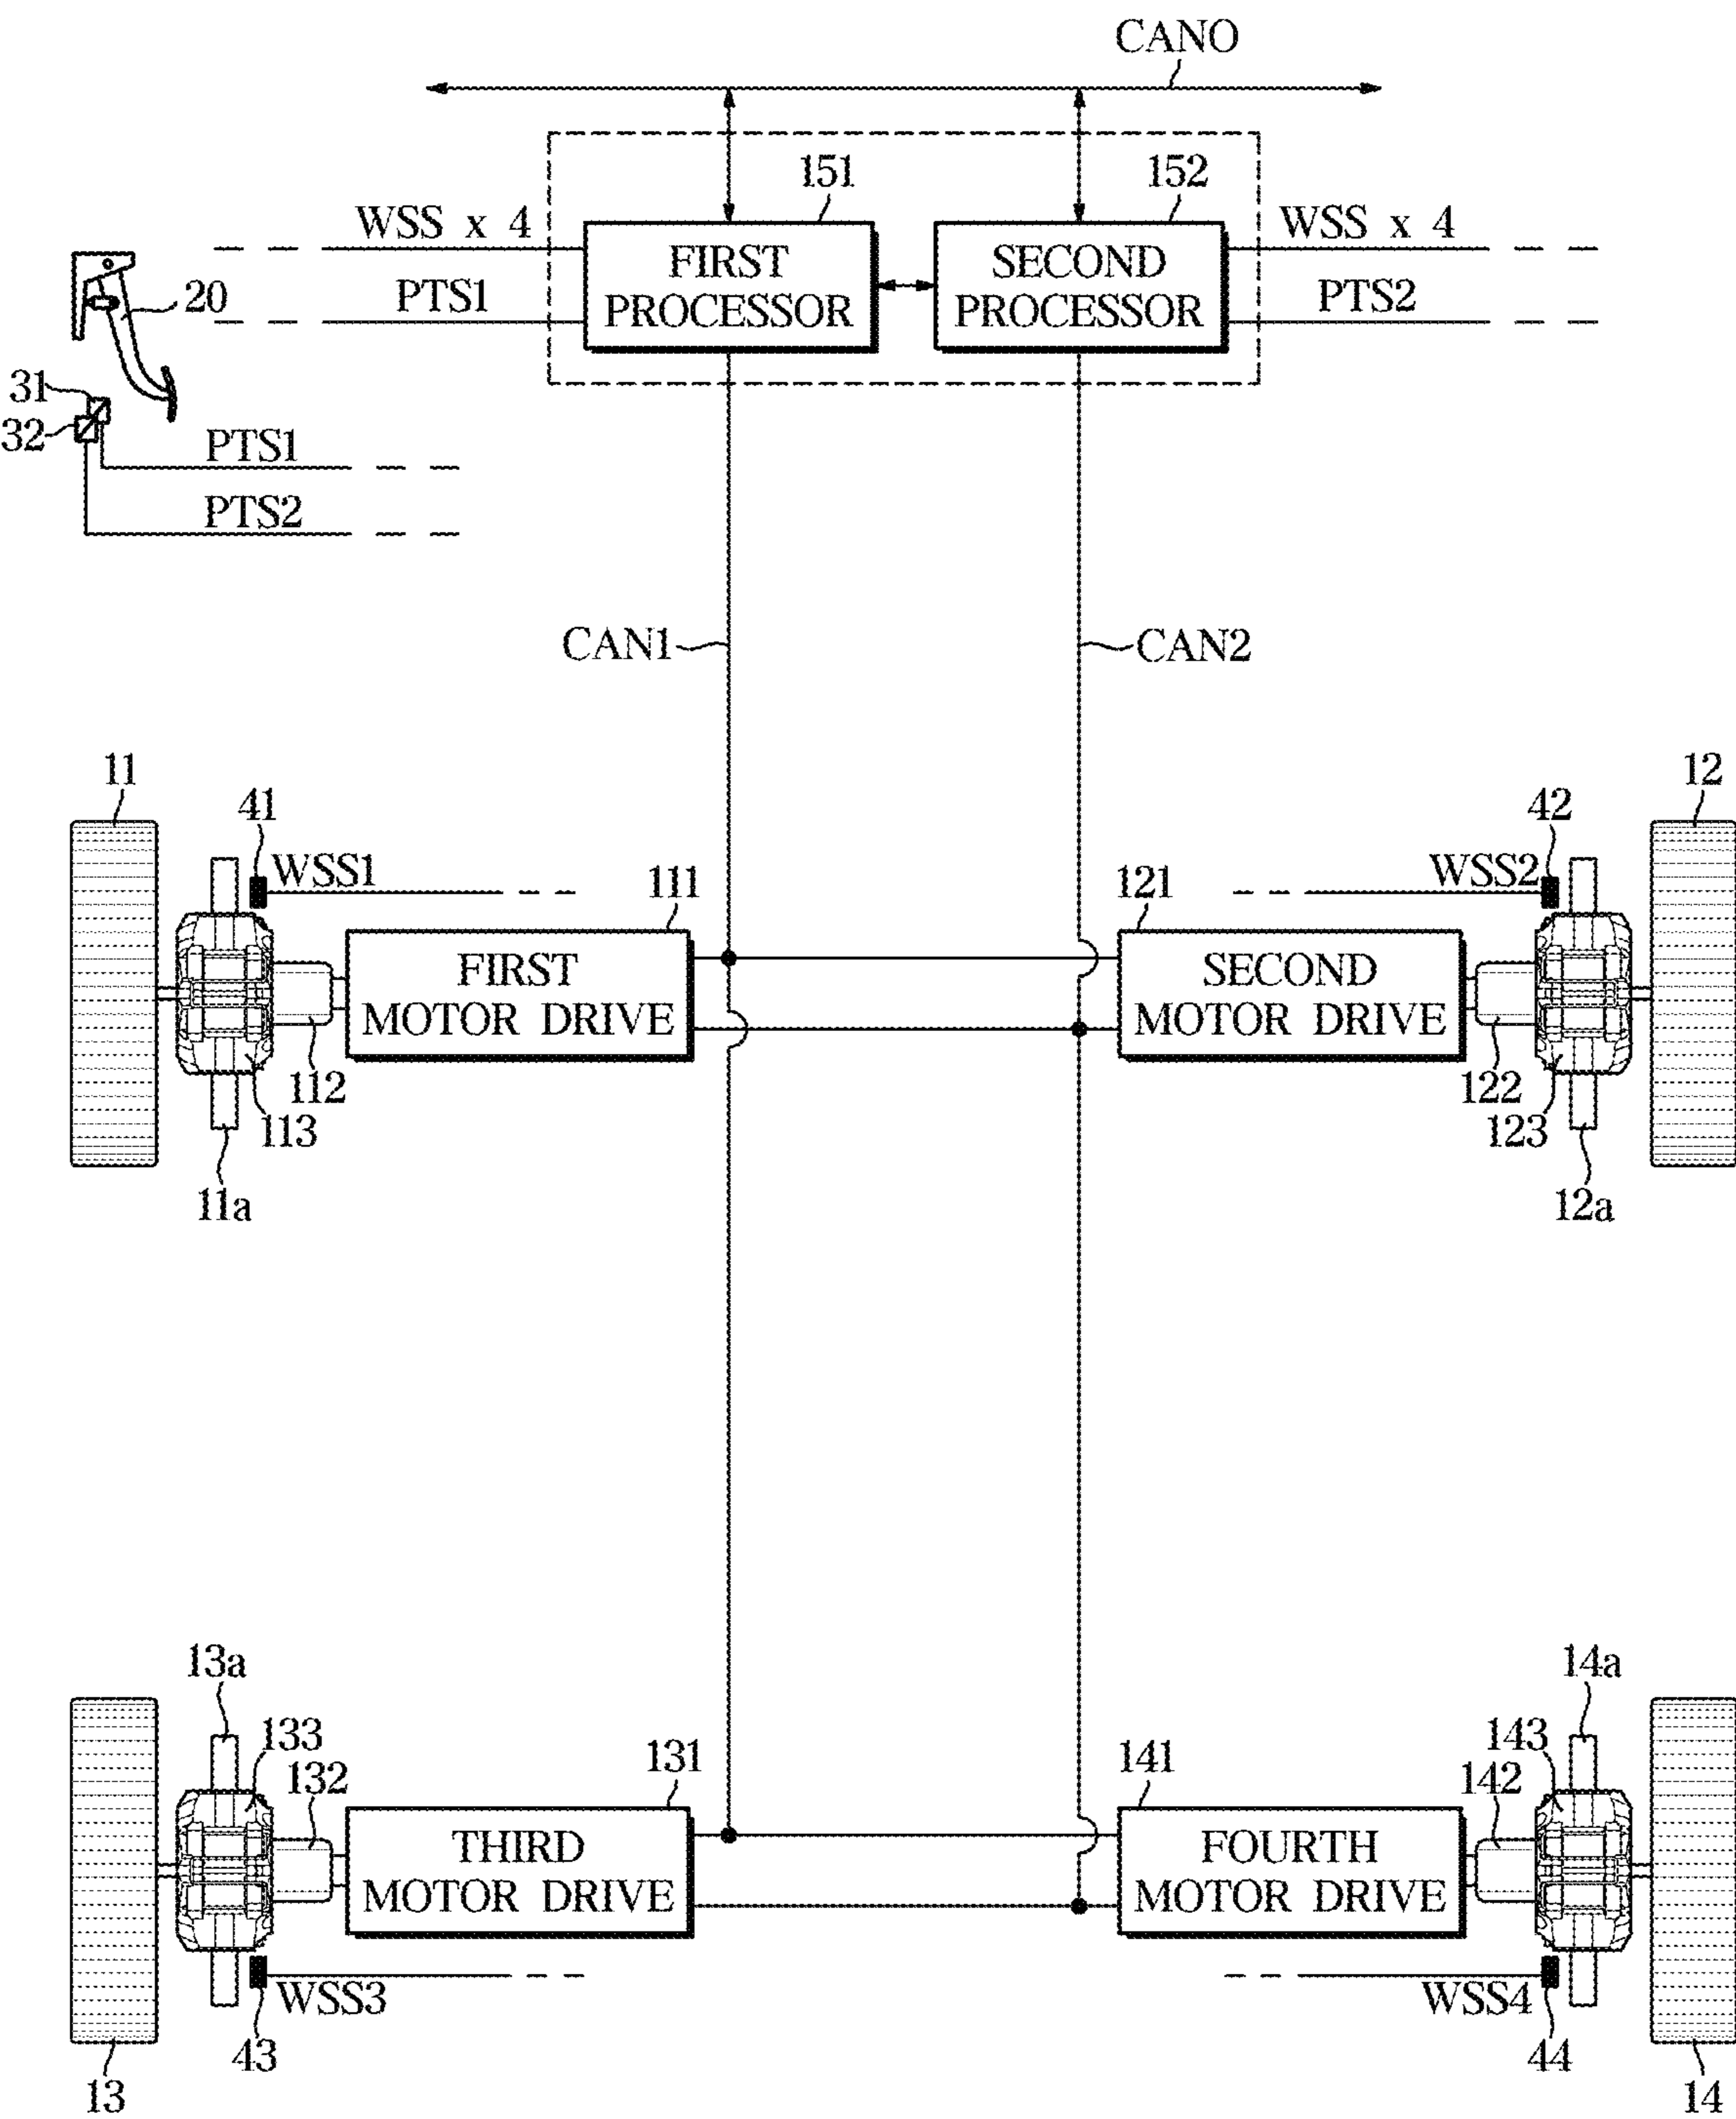 CANO
151
152
WSS x 4
WSS x 4
FIRST
PROCESSOR
SECOND
PROCESSOR
PTS1
PTS2
20
31
32
PTS1
PTS2
CAN1
CAN2
11
12
41
42
WSS1
WSS2
111
121
FIRST
MOTOR DRIVE
SECOND
MOTOR DRIVE
112
122
113
123
11a
12a
13a
14a
133
143
132
142
131
141
THIRD
MOTOR DRIVE
FOURTH
MOTOR DRIVE
WSS3
WSS4
43
44
13
14